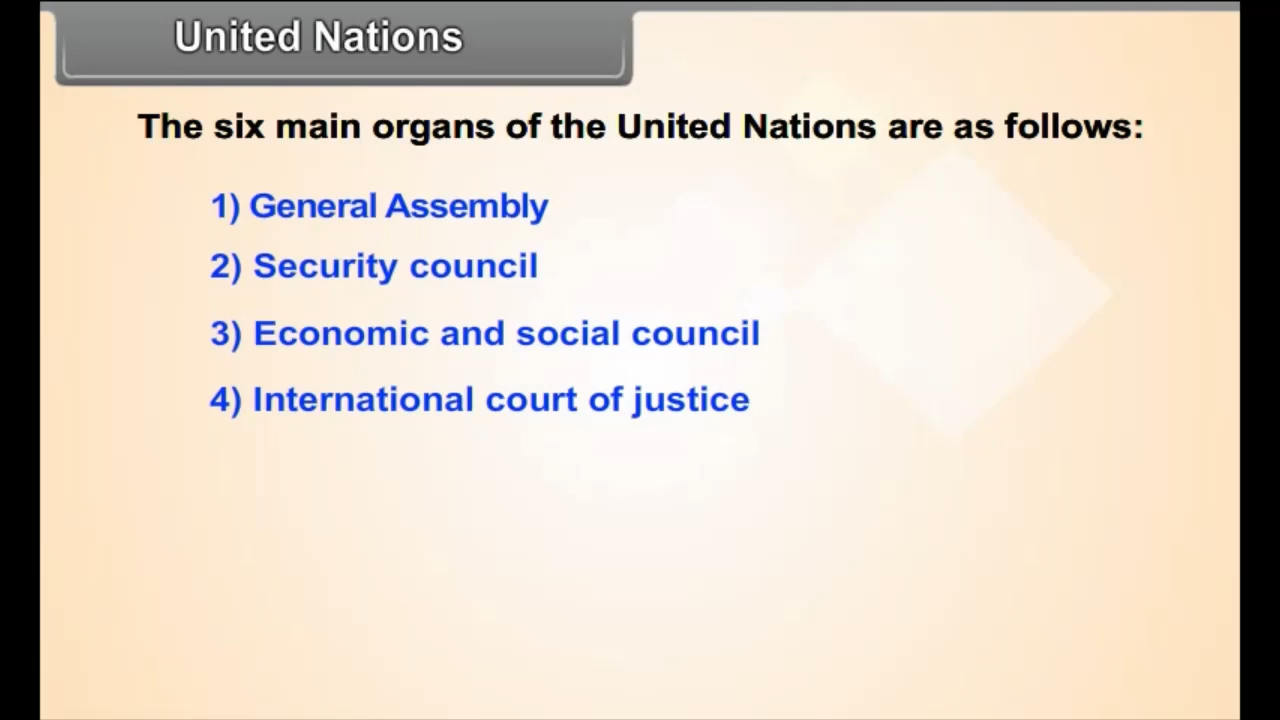 United Nations
The six main organs of the United Nations are as follows:
1) General Assembly
2) Security council
3) Economic and social council
4) International court of justice